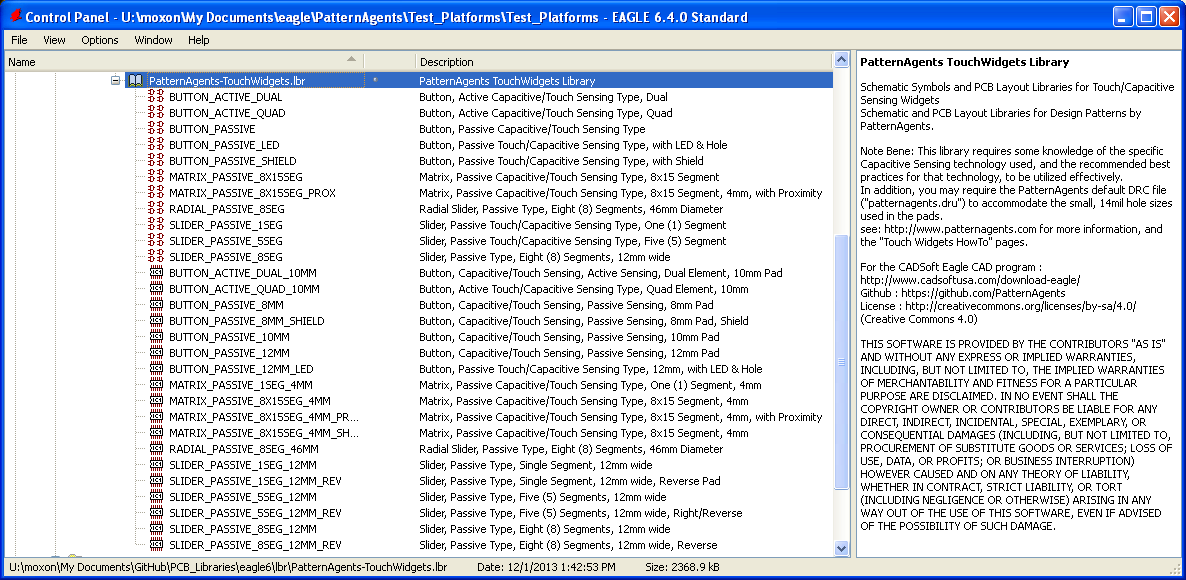 Control Panel - U:\moxon\My Documents\eagle\PatternAgents\Test_Platforms\Test_Platforms - EAGLE 6.4.0 Standard
File View Options Window Help
Name Description
PatternAgents-TouchWidgets.lbr PatternAgents TouchWidgets Library
BUTTON_ACTIVE_DUAL Button, Active Capacitive/Touch Sensing Type, Dual
BUTTON_ACTIVE_QUAD Button, Active Capacitive/Touch Sensing Type, Quad
BUTTON_PASSIVE Button, Passive Capacitive/Touch Sensing Type
BUTTON_PASSIVE_LED Button, Passive Touch/Capacitive Sensing Type, with LED & Hole
BUTTON_PASSIVE_SHIELD Button, Passive Touch/Capacitive Sensing Type, with Shield
MATRIX_PASSIVE_8X15SEG Matrix, Passive Capacitive/Touch Sensing Type, 8x15 Segment
MATRIX_PASSIVE_8X15SEG_PROX Matrix, Passive Capacitive/Touch Sensing Type, 8x15 Segment, 4mm, with Proximity
RADIAL_PASSIVE_8SEG Radial Slider, Passive Type, Eight (8) Segments, 46mm Diameter
SLIDER_PASSIVE_1SEG Slider, Passive Touch/Capacitive Sensing Type, One (1) Segment
SLIDER_PASSIVE_5SEG Slider, Passive Touch/Capacitive Sensing Type, Five (5) Segment
SLIDER_PASSIVE_8SEG Slider, Passive Type, Eight (8) Segments, 12mm wide
BUTTON_ACTIVE_DUAL_10MM Button, Capacitive/Touch Sensing, Active Sensing, Dual Element, 10mm Pad
BUTTON_ACTIVE_QUAD_10MM Button, Active Touch/Capacitive Sensing Type, Quad Element, 10mm
BUTTON_PASSIVE_8MM Button, Capacitive/Touch Sensing, Passive Sensing, 8mm Pad
BUTTON_PASSIVE_8MM_SHIELD Button, Capacitive/Touch Sensing, Passive Sensing, 8mm Pad, Shield
BUTTON_PASSIVE_10MM Button, Capacitive/Touch Sensing, Passive Sensing, 10mm Pad
BUTTON_PASSIVE_12MM Button, Capacitive/Touch Sensing, Passive Sensing, 12mm Pad
BUTTON_PASSIVE_12MM_LED Button, Passive Touch/Capacitive Sensing Type, 12mm, with LED & Hole
MATRIX_PASSIVE_1SEG_4MM Matrix, Passive Capacitive/Touch Sensing Type, One (1) Segment, 4mm
MATRIX_PASSIVE_8X15SEG_4MM Matrix, Passive Capacitive/Touch Sensing Type, 8x15 Segment, 4mm
MATRIX_PASSIVE_8X15SEG_4MM_PR... Matrix, Passive Capacitive/Touch Sensing Type, 8x15 Segment, 4mm, with Proximity
MATRIX_PASSIVE_8X15SEG_4MM_SH... Matrix, Passive Capacitive/Touch Sensing Type, 8x15 Segment, 4mm
RADIAL_PASSIVE_8SEG_46MM Radial Slider, Passive Type, Eight (8) Segments, 46mm Diameter
SLIDER_PASSIVE_1SEG_12MM Slider, Passive Type, Single Segment, 12mm wide
SLIDER_PASSIVE_1SEG_12MM_REV Slider, Passive Type, Single Segment, 12mm wide, Reverse Pad
SLIDER_PASSIVE_5SEG_12MM Slider, Passive Type, Five (5) Segments, 12mm wide
SLIDER_PASSIVE_5SEG_12MM_REV Slider, Passive Type, Five (5) Segments, 12mm wide, Right/Reverse
SLIDER_PASSIVE_8SEG_12MM Slider, Passive Type, Eight (8) Segments, 12mm wide
SLIDER_PASSIVE_8SEG_12MM_REV Slider, Passive Type, Eight (8) Segments, 12mm wide, Reverse
PatternAgents TouchWidgets Library
Schematic Symbols and PCB Layout Libraries for Touch/Capacitive
Sensing Widgets
Schematic and PCB Layout Libraries for Design Patterns by
PatternAgents.
Note Bene: This library requires some knowledge of the specific
Capacitive Sensing technology used, and the recommended best
practices for that technology, to be utilized effectively.
In addition, you may require the PatternAgents default DRC file
("patternagents.dru") to accommodate the small, 14mil hole sizes
used in the pads.
see: http://www.patternagents.com for more information, and
the "Touch Widgets HowTo" pages.
For the CADSoft Eagle CAD program :
http://www.cadsoftusa.com/download-eagle/
Github : https://github.com/PatternAgents
License : http://creativecommons.org/licenses/by-sa/4.0/
(Creative Commons 4.0)
THIS SOFTWARE IS PROVIDED BY THE CONTRIBUTORS "AS IS"
AND WITHOUT ANY EXPRESS OR IMPLIED WARRANTIES,
INCLUDING, BUT NOT LIMITED TO, THE IMPLIED WARRANTIES
OF MERCHANTABILITY AND FITNESS FOR A PARTICULAR
PURPOSE ARE DISCLAIMED. IN NO EVENT SHALL THE
COPYRIGHT OWNER OR CONTRIBUTORS BE LIABLE FOR ANY
DIRECT, INDIRECT, INCIDENTAL, SPECIAL, EXEMPLARY, OR
CONSEQUENTIAL DAMAGES (INCLUDING, BUT NOT LIMITED TO,
PROCUREMENT OF SUBSTITUTE GOODS OR SERVICES; LOSS OF
USE, DATA, OR PROFITS; OR BUSINESS INTERRUPTION)
HOWEVER CAUSED AND ON ANY THEORY OF LIABILITY,
WHETHER IN CONTRACT, STRICT LIABILITY, OR TORT
(INCLUDING NEGLIGENCE OR OTHERWISE) ARISING IN ANY
WAY OUT OF THE USE OF THIS SOFTWARE, EVEN IF ADVISED
OF THE POSSIBILITY OF SUCH DAMAGE.
U:\moxon\My Documents\GitHub\PCB_Libraries\eagle6\lbr\PatternAgents-TouchWidgets.lbr Date: 12/1/2013 1:42:53 PM Size: 2368.9 kB